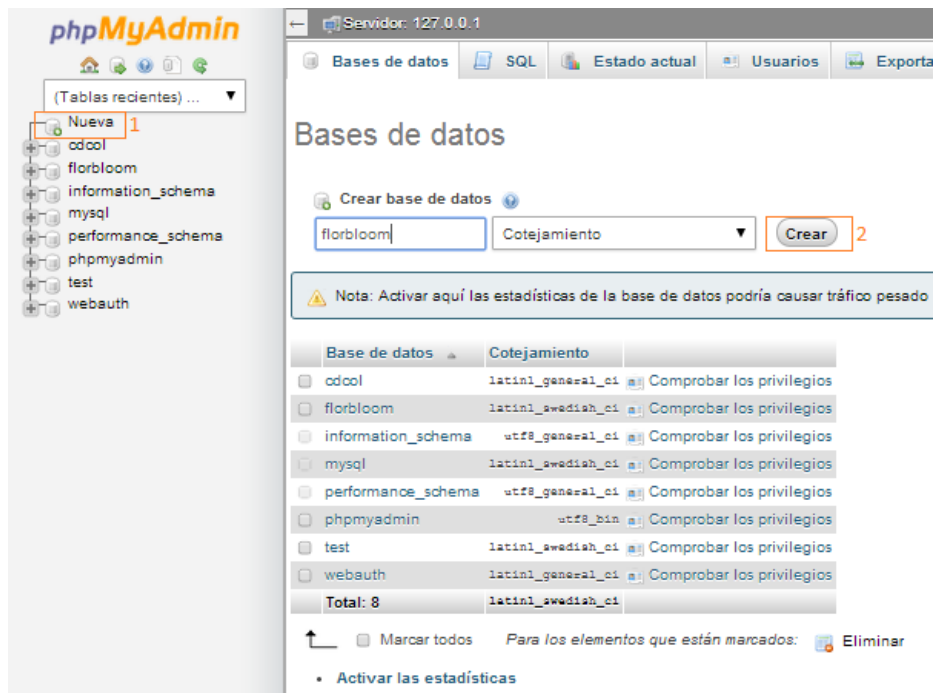 phpMyAdmin
(Tablas recientes) ...
Nueva 1
cdcol
florbloom
information_schema
mysql
performance_schema
phpmyadmin
test
webauth
Servidor: 127.0.0.1
Bases de datos SQL Estado actual Usuarios Exporta
Bases de datos
Crear base de datos
florbloom Cotejamiento Crear 2
Nota: Activar aquí las estadísticas de la base de datos podría causar tráfico pesado
Base de datos Cotejamiento
cdcol latin1_general_ci Comprobar los privilegios
florbloom latin1_swedish_ci Comprobar los privilegios
information_schema utf8_general_ci Comprobar los privilegios
mysql latin1_swedish_ci Comprobar los privilegios
performance_schema utf8_general_ci Comprobar los privilegios
phpmyadmin utf8_bin Comprobar los privilegios
test latin1_swedish_ci Comprobar los privilegios
webauth latin1_general_ci Comprobar los privilegios
Total: 8 latin1_swedish_ci
Marcar todos Para los elementos que están marcados: Eliminar
• Activar las estadísticas